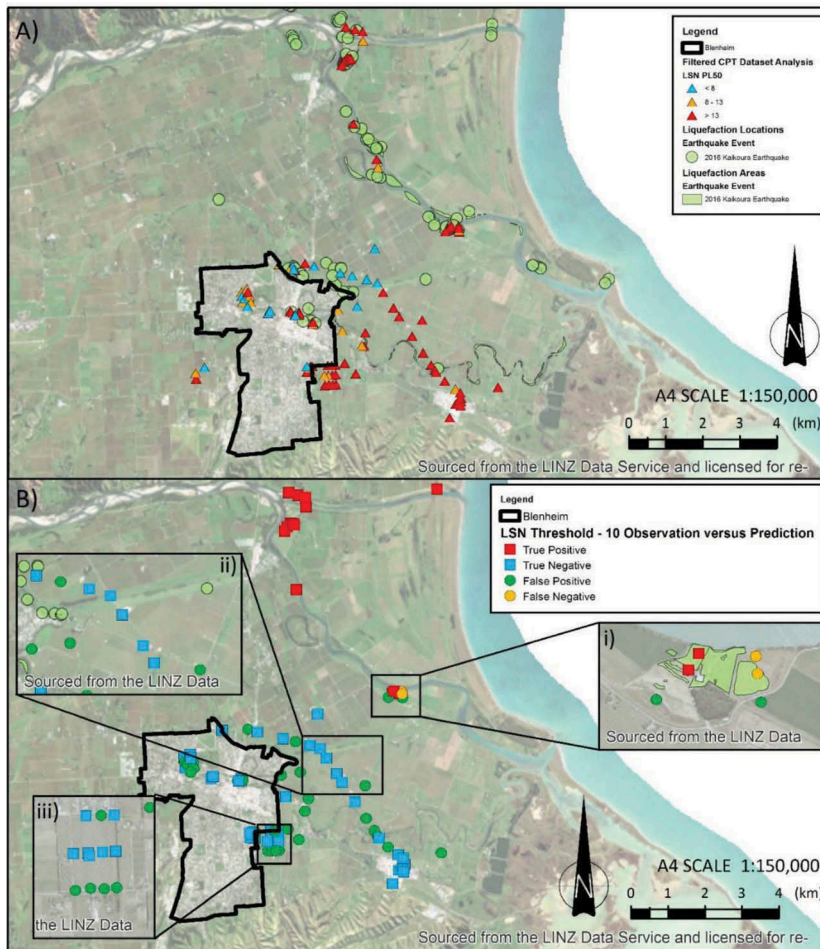 A)
Legend
Blenheim
Filtered CPT Dataset Analysis
LSN PL50
< 8
8 - 13
> 13
Liquefaction Locations
Earthquake Event
2016 Kaikoura Earthquake
Liquefaction Areas
Earthquake Event
2016 Kaikoura Earthquake
N
A4 SCALE 1:150,000
0 1 2 3 4 (km)
Sourced from the LINZ Data Service and licensed for re-
B)
Legend
Blenheim
LSN Threshold - 10 Observation versus Prediction
True Positive
True Negative
False Positive
False Negative
ii)
Sourced from the LINZ Data
i)
Sourced from the LINZ Data
iii)
the LINZ Data
N
A4 SCALE 1:150,000
0 1 2 3 4 (km)
Sourced from the LINZ Data Service and licensed for re-